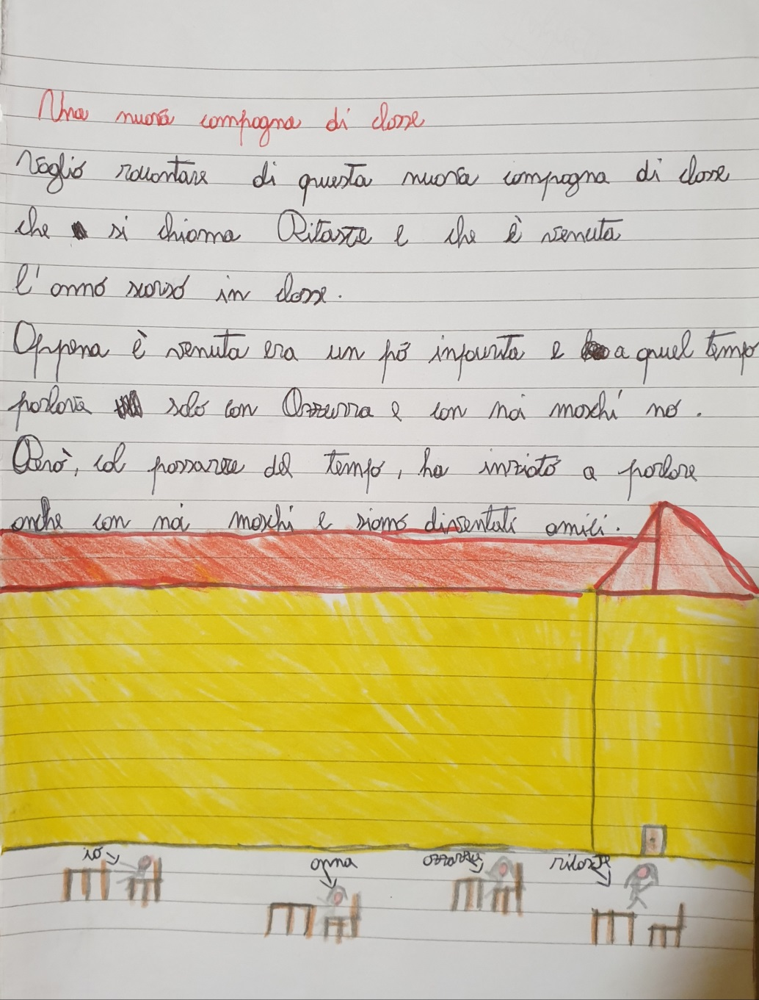 Una nuova compagna di classe
Voglio raccontare di questa nuova compagna di classe
che si chiama Ritaste e che è venuta
l'anno scorso in classe.
Appena è venuta era un pò impaurita e a quel tempo
parlava solo con Azzurra e con noi maschi no.
Però, col passare del tempo, ha iniziato a parlare
anche con noi maschi e siamo diventati amici.
io
anna
azzarra